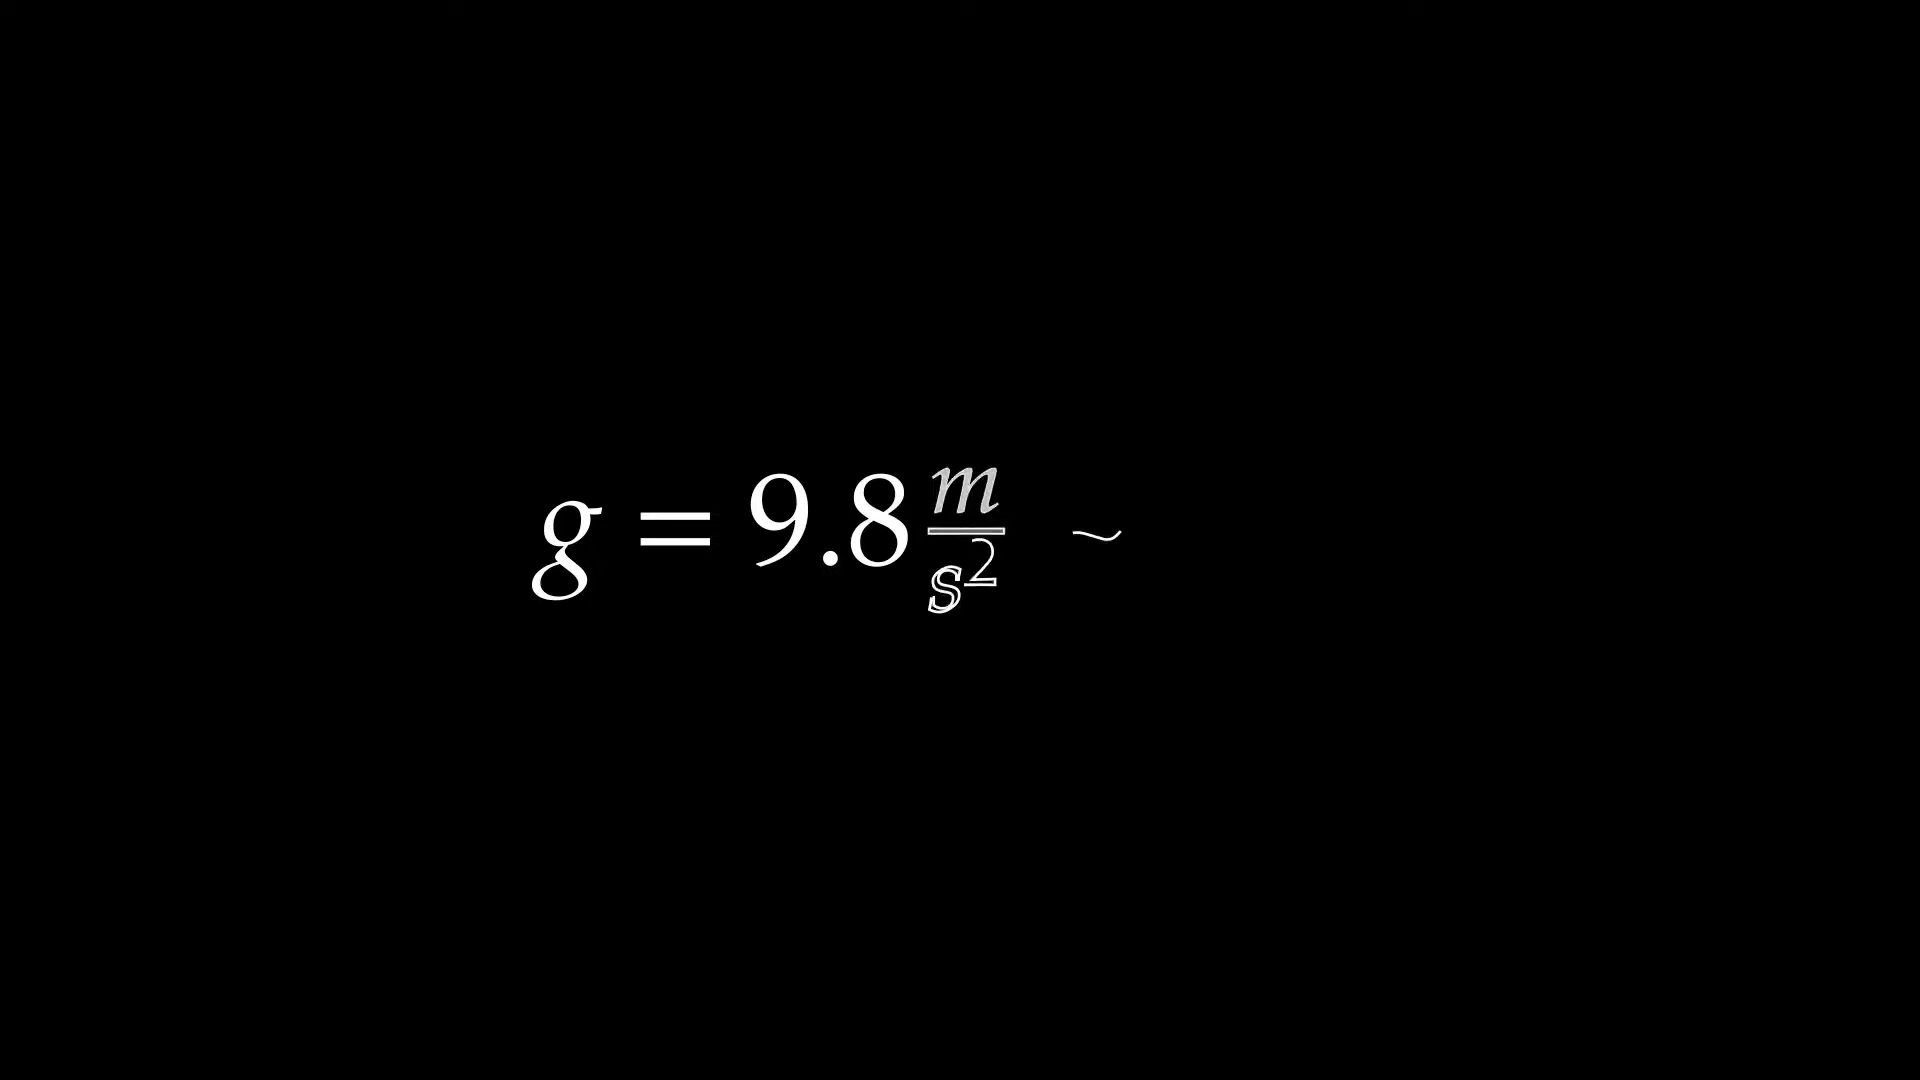 g = 9.8 m/s² ~